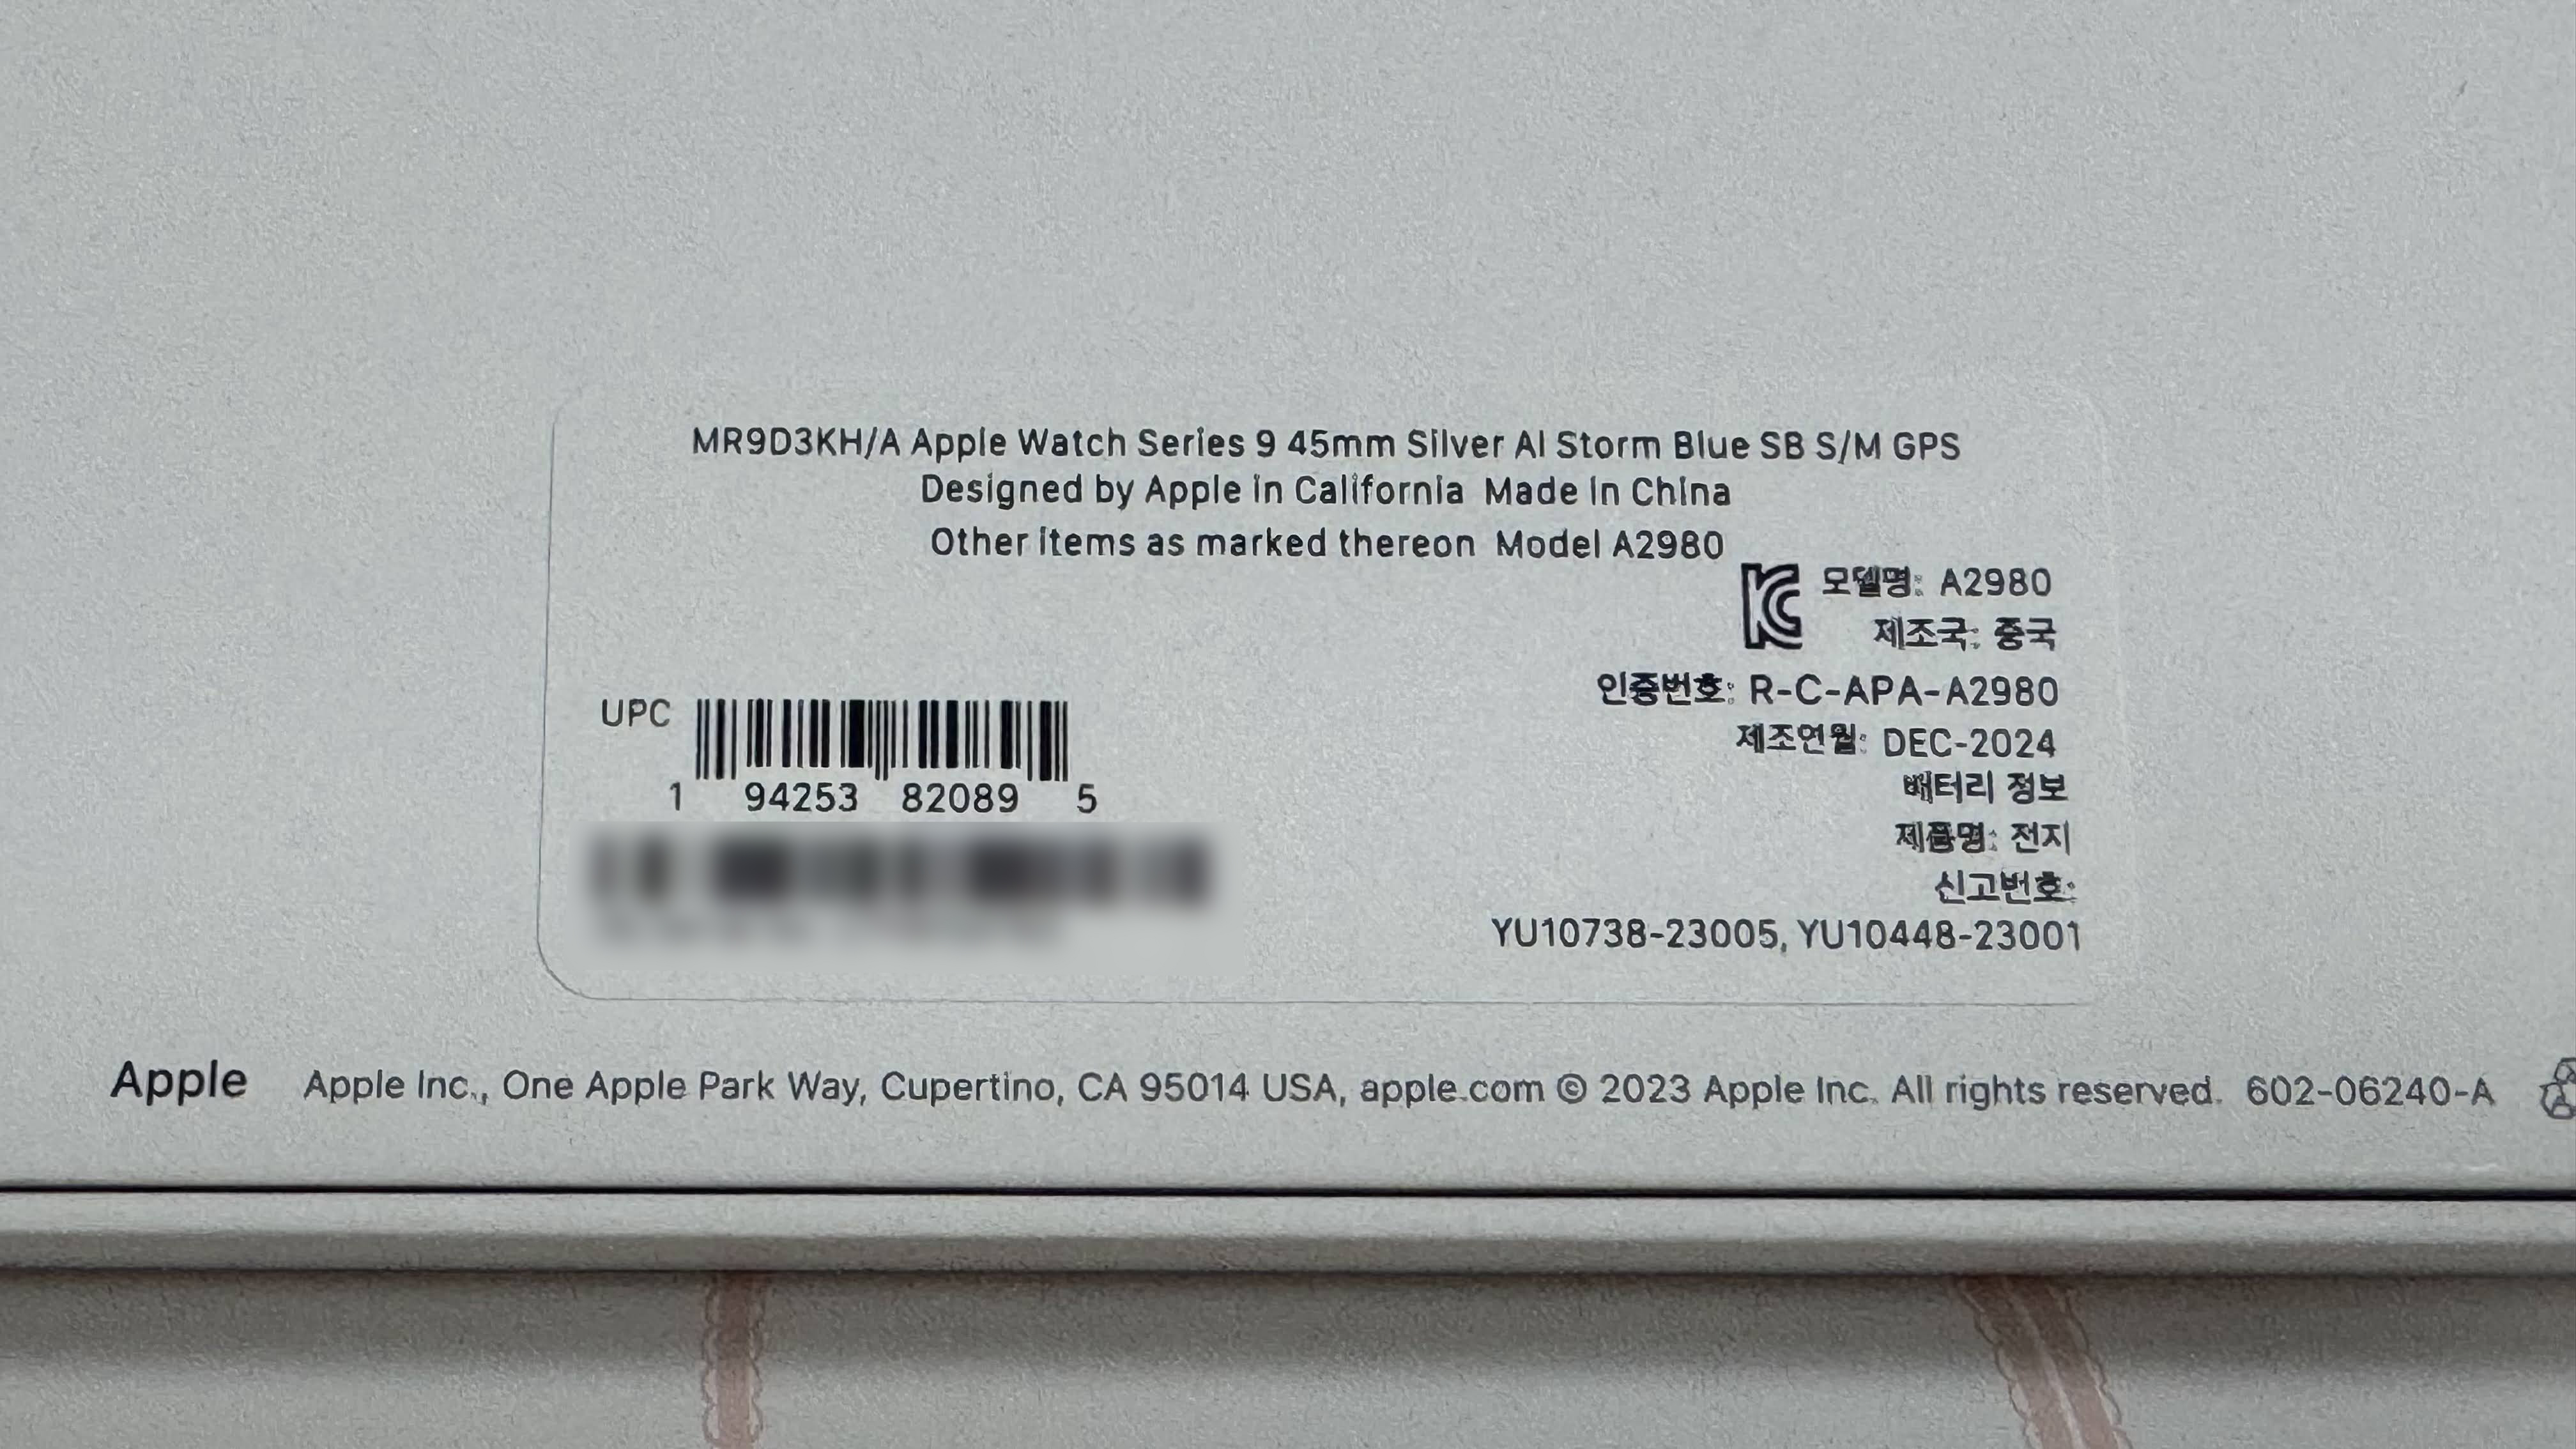 MR9D3KH/A Apple Watch Series 9 45mm Silver Al Storm Blue SB S/M GPS
Designed by Apple in California Made in China
Other items as marked thereon Model A2980
모델명: A2980
제조국: 중국
인증번호: R-C-APA-A2980
제조연월: DEC-2024
배터리 정보
제품명: 전지
신고번호:
YU10738-23005, YU10448-23001
UPC
1 94253 82089 5
Apple Apple Inc., One Apple Park Way, Cupertino, CA 95014 USA, apple.com © 2023 Apple Inc. All rights reserved. 602-06240-A